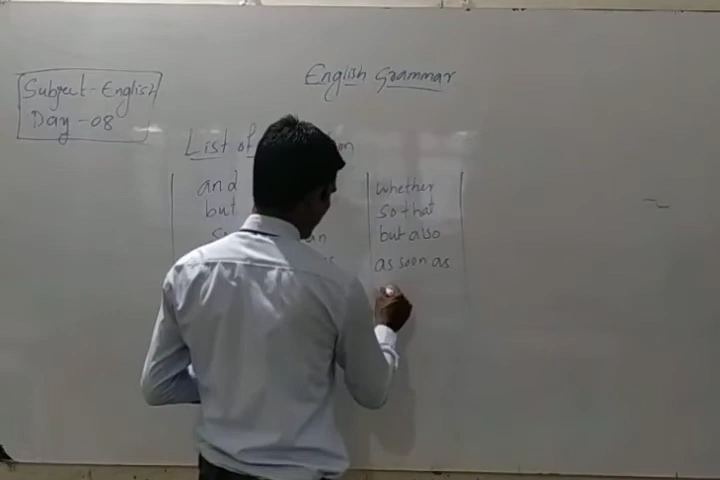 Subject-English
Day-08
English Grammar
List of
and
but
whether
so that
but also
as soon as